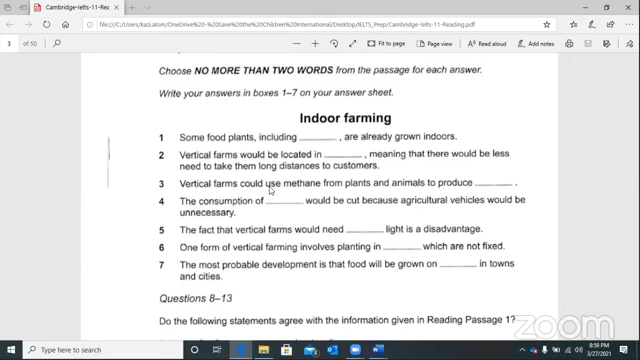 Cambridge-Ielts-11-Reading.pdf
file:///C:/Users/kazi.alom/OneDrive%20-%20Save%20the%20Children%20International/Desktop/IELTS_Prep/Cambridge-Ielts-11-Reading.pdf
3 of 50 Fit to page Page view Read aloud Add notes
Choose NO MORE THAN TWO WORDS from the passage for each answer.
Write your answers in boxes 1–7 on your answer sheet.
Indoor farming
1 Some food plants, including ________, are already grown indoors.
2 Vertical farms would be located in ________, meaning that there would be less
need to take them long distances to customers.
3 Vertical farms could use methane from plants and animals to produce ________.
4 The consumption of ________ would be cut because agricultural vehicles would be
unnecessary.
5 The fact that vertical farms would need ________ light is a disadvantage.
6 One form of vertical farming involves planting in ________ which are not fixed.
7 The most probable development is that food will be grown on ________ in towns
and cities.
Questions 8–13
Do the following statements agree with the information given in Reading Passage 1?
zoom
Type here to search
8:59 PM
3/27/2021